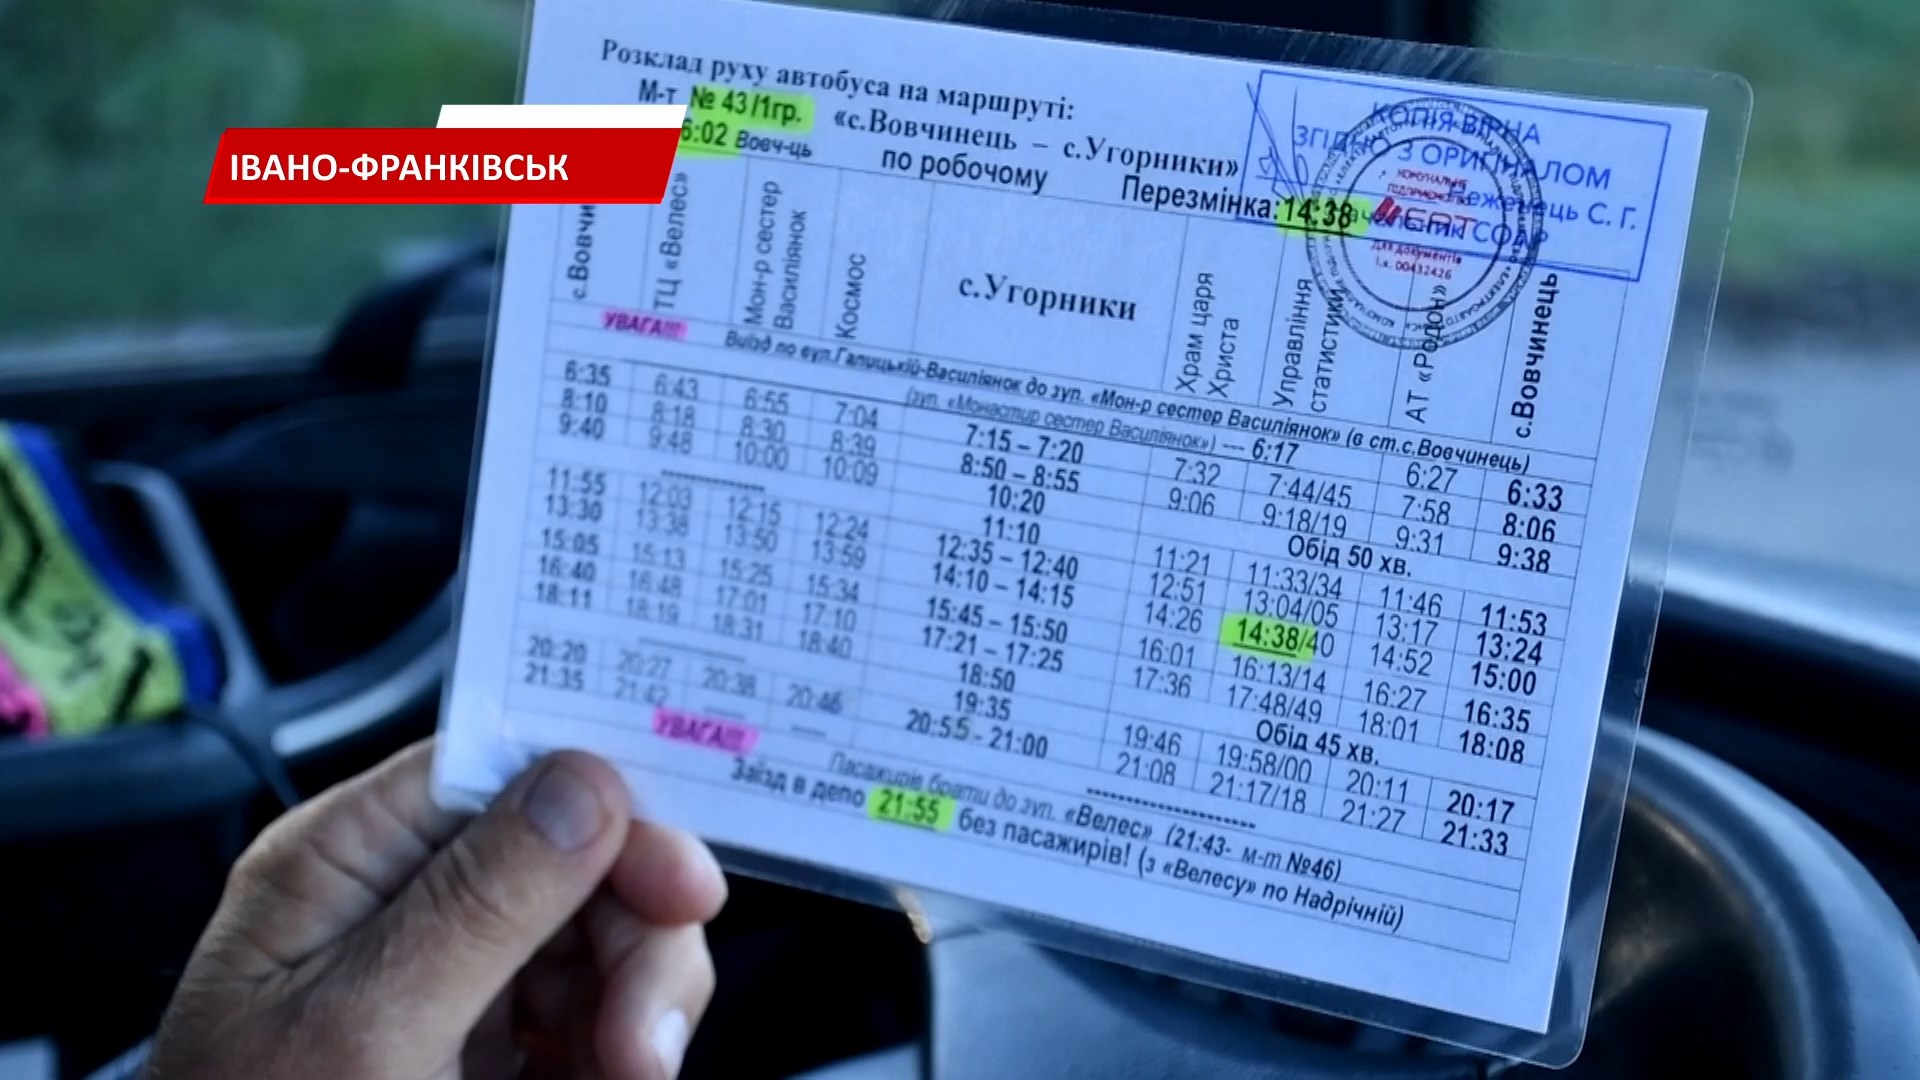 ІВАНО-ФРАНКІВСЬК
Розклад руху автобуса на маршруті:
М-т № 43/1гр. «с.Вовчинець – с.Угорники»
6:02 Вовч-ць по робочому Перезмінка: 14:38
КОПІЯ ВІРНА
З ОРИГІНАЛОМ
С. Г.
КОМУНАЛЬНЕ
ЕАТ
Для документів
і.к. 00432426
с.Вовчи ТЦ «Велес» Мон-р сестер Василіянок Космос с.Угорники Храм царя Христа Управління статистики АТ «Родон» с.Вовчинець
УВАГА!!! Виїзд по вул.Галицькій-Василіянок до зуп. «Мон-р сестер Василіянок» (в ст.с.Вовчинець)
(зуп. «Монастир сестер Василіянок») --- 6:17 6:27 6:33
6:35 6:43 6:55 7:04 7:15 – 7:20 7:32 7:44/45 7:58 8:06
8:10 8:18 8:30 8:39 8:50 – 8:55 9:06 9:18/19 9:31 9:38
9:40 9:48 10:00 10:09 10:20 Обід 50 хв.
11:10 11:21 11:33/34 11:46 11:53
11:55 12:03 12:15 12:24 12:35 – 12:40 12:51 13:04/05 13:17 13:24
13:30 13:38 13:50 13:59 14:10 – 14:15 14:26 14:38/40 14:52 15:00
15:05 15:13 15:25 15:34 15:45 – 15:50 16:01 16:13/14 16:27 16:35
16:40 16:48 17:01 17:10 17:21 – 17:25 17:36 17:48/49 18:01 18:08
18:11 18:19 18:31 18:40 18:50 Обід 45 хв.
19:35 19:46 19:58/00 20:11 20:17
20:20 20:27 20:38 20:46 20:55 - 21:00 21:08 21:17/18 21:27 21:33
21:35 21:42
УВАГА!!! Пасажирів брати до зуп. «Велес» (21:43- м-т №46)
Заїзд в депо 21:55 без пасажирів! (з «Велесу» по Надрічній)